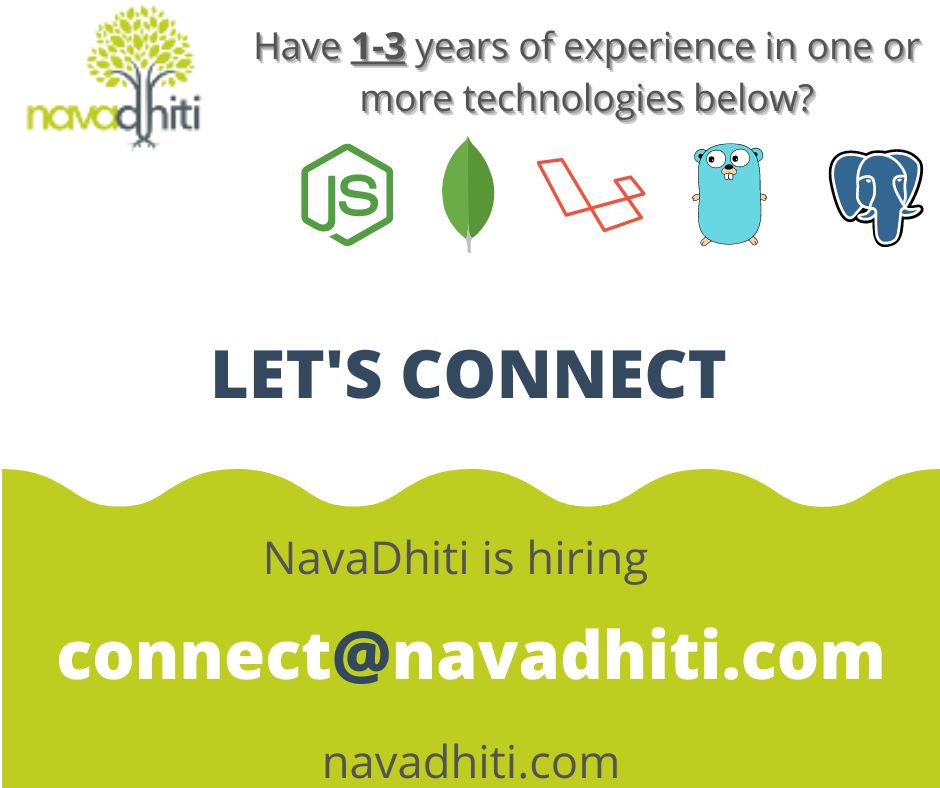 navadhiti
Have 1-3 years of experience in one or
more technologies below?
JS
LET'S CONNECT
NavaDhiti is hiring
connect@navadhiti.com
navadhiti.com